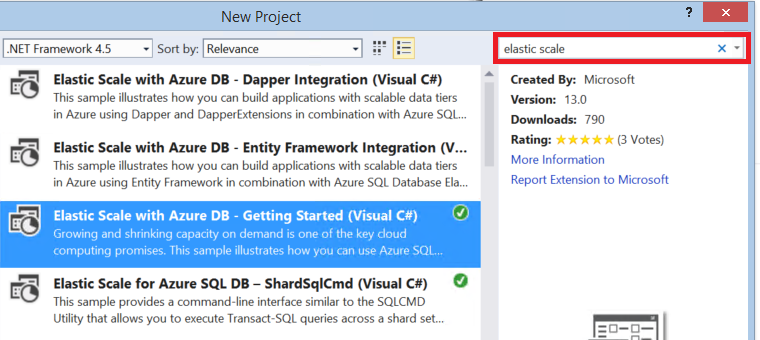 New Project
?
.NET Framework 4.5
Sort by: Relevance
elastic scale
Elastic Scale with Azure DB - Dapper Integration (Visual C#)
This sample illustrates how you can build applications with scalable data tiers
in Azure using Dapper and DapperExtensions in combination with Azure SQL...
Elastic Scale with Azure DB - Entity Framework Integration (V...
This sample illustrates how you can build applications with scalable data tiers
in Azure using Entity Framework in combination with Azure SQL Database Ela...
Elastic Scale with Azure DB - Getting Started (Visual C#)
Growing and shrinking capacity on demand is one of the key cloud
computing promises. This sample illustrates how you can use Azure SQL...
Elastic Scale for Azure SQL DB – ShardSqlCmd (Visual C#)
This sample provides a command-line interface similar to the SQLCMD
Utility that allows you to execute Transact-SQL queries across a shard set...
Created By: Microsoft
Version: 13.0
Downloads: 790
Rating: (3 Votes)
More Information
Report Extension to Microsoft